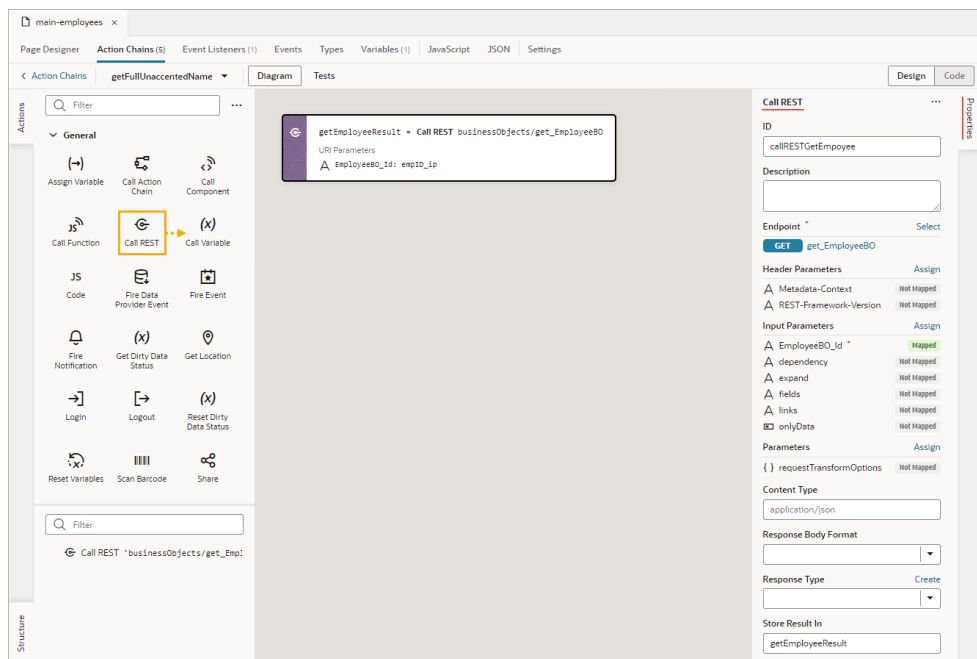 main-employees ×
Page Designer Action Chains (5) Event Listeners (1) Events Types Variables (1) JavaScript JSON Settings
Action Chains getFullUnaccentedName Diagram Tests Design Code
Actions
Filter
General
Assign Variable Call Action Chain Call Component
Call Function Call REST Call Variable
Code Fire Data Provider Event Fire Event
Fire Notification Get Dirty Data Status Get Location
Login Logout Reset Dirty Data Status
Reset Variables Scan Barcode Share
Filter
Call REST 'businessObjects/get_Empl
Structure
getEmployeeResult = Call REST businessObjects/get_EmployeeBO
URI Parameters
A EmployeeBO_Id: empID_ip
Call REST
Properties
ID
callRESTGetEmpoyee
Description
Endpoint * Select
GET get_EmployeeBO
Header Parameters Assign
A Metadata-Context Not Mapped
A REST-Framework-Version Not Mapped
Input Parameters Assign
A EmployeeBO_Id * Mapped
A dependency Not Mapped
A expand Not Mapped
A fields Not Mapped
A links Not Mapped
onlyData Not Mapped
Parameters Assign
{ } requestTransformOptions Not Mapped
Content Type
application/json
Response Body Format
Response Type Create
Store Result In
getEmployeeResult